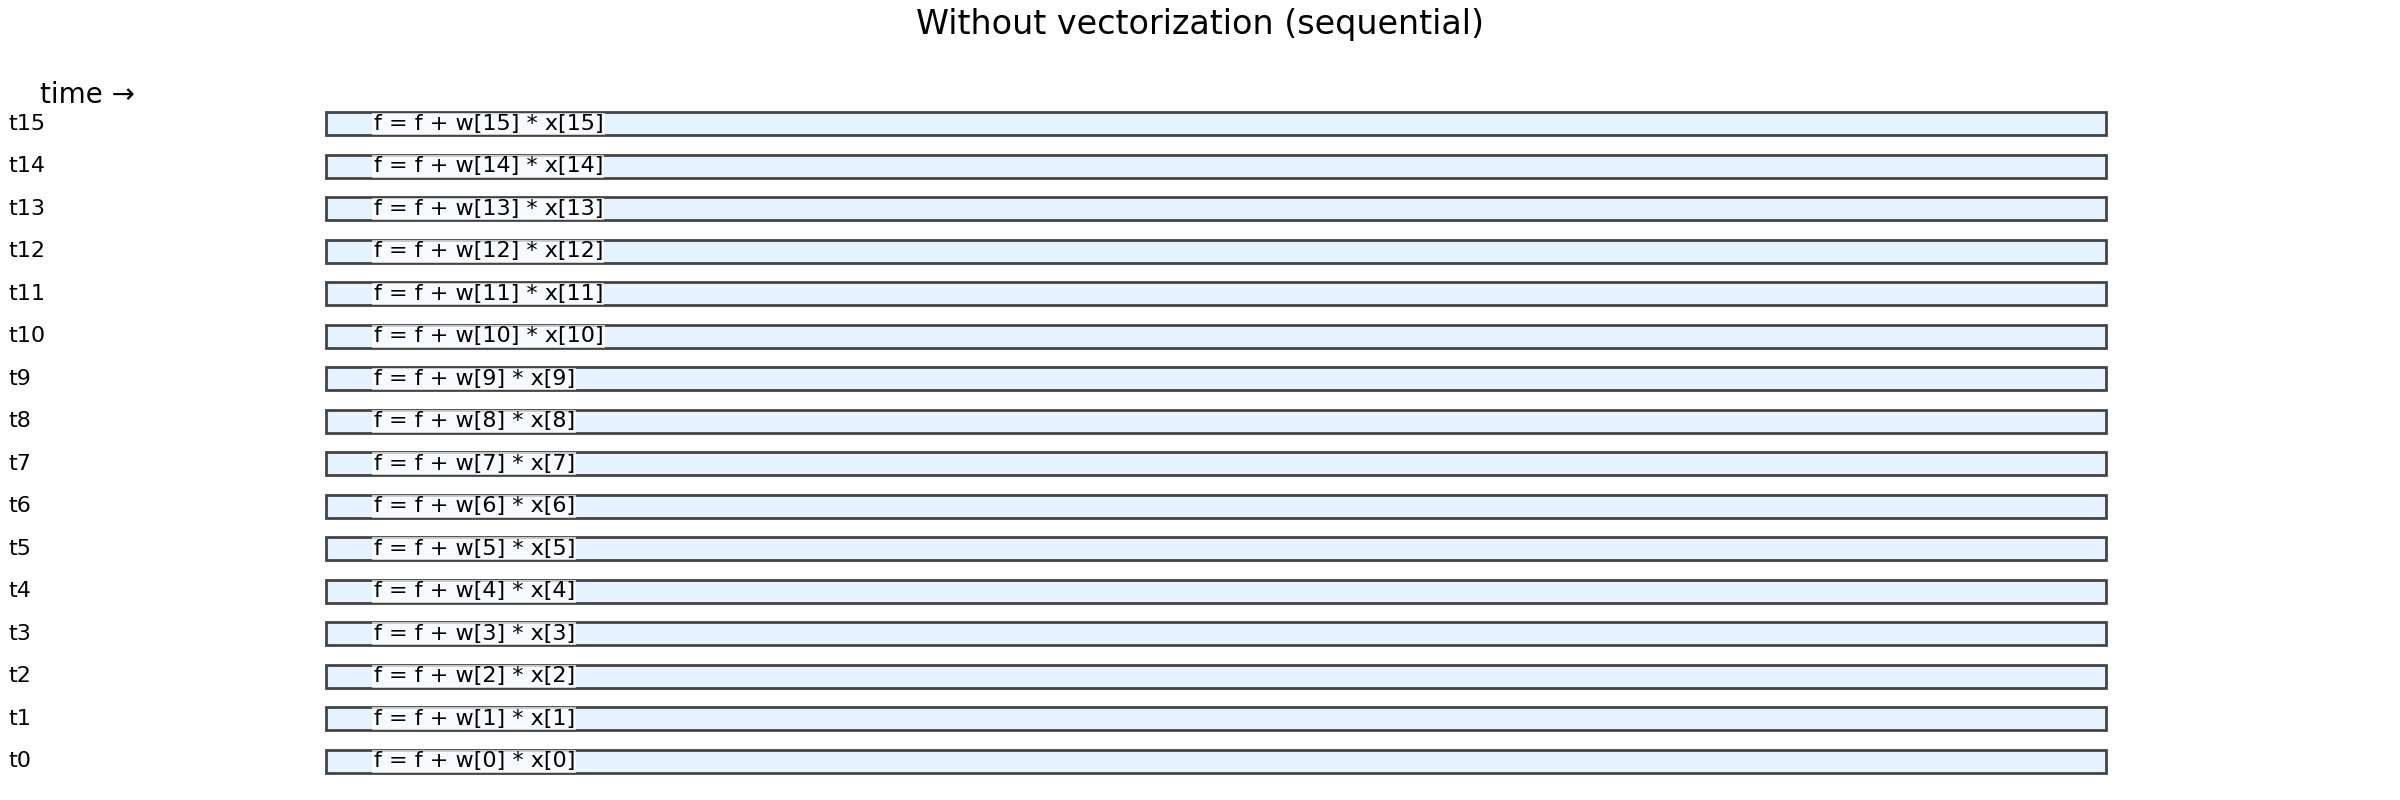 Without vectorization (sequential)
time →
t15 f = f + w[15] * x[15]
t14 f = f + w[14] * x[14]
t13 f = f + w[13] * x[13]
t12 f = f + w[12] * x[12]
t11 f = f + w[11] * x[11]
t10 f = f + w[10] * x[10]
t9 f = f + w[9] * x[9]
t8 f = f + w[8] * x[8]
t7 f = f + w[7] * x[7]
t6 f = f + w[6] * x[6]
t5 f = f + w[5] * x[5]
t4 f = f + w[4] * x[4]
t3 f = f + w[3] * x[3]
t2 f = f + w[2] * x[2]
t1 f = f + w[1] * x[1]
t0 f = f + w[0] * x[0]